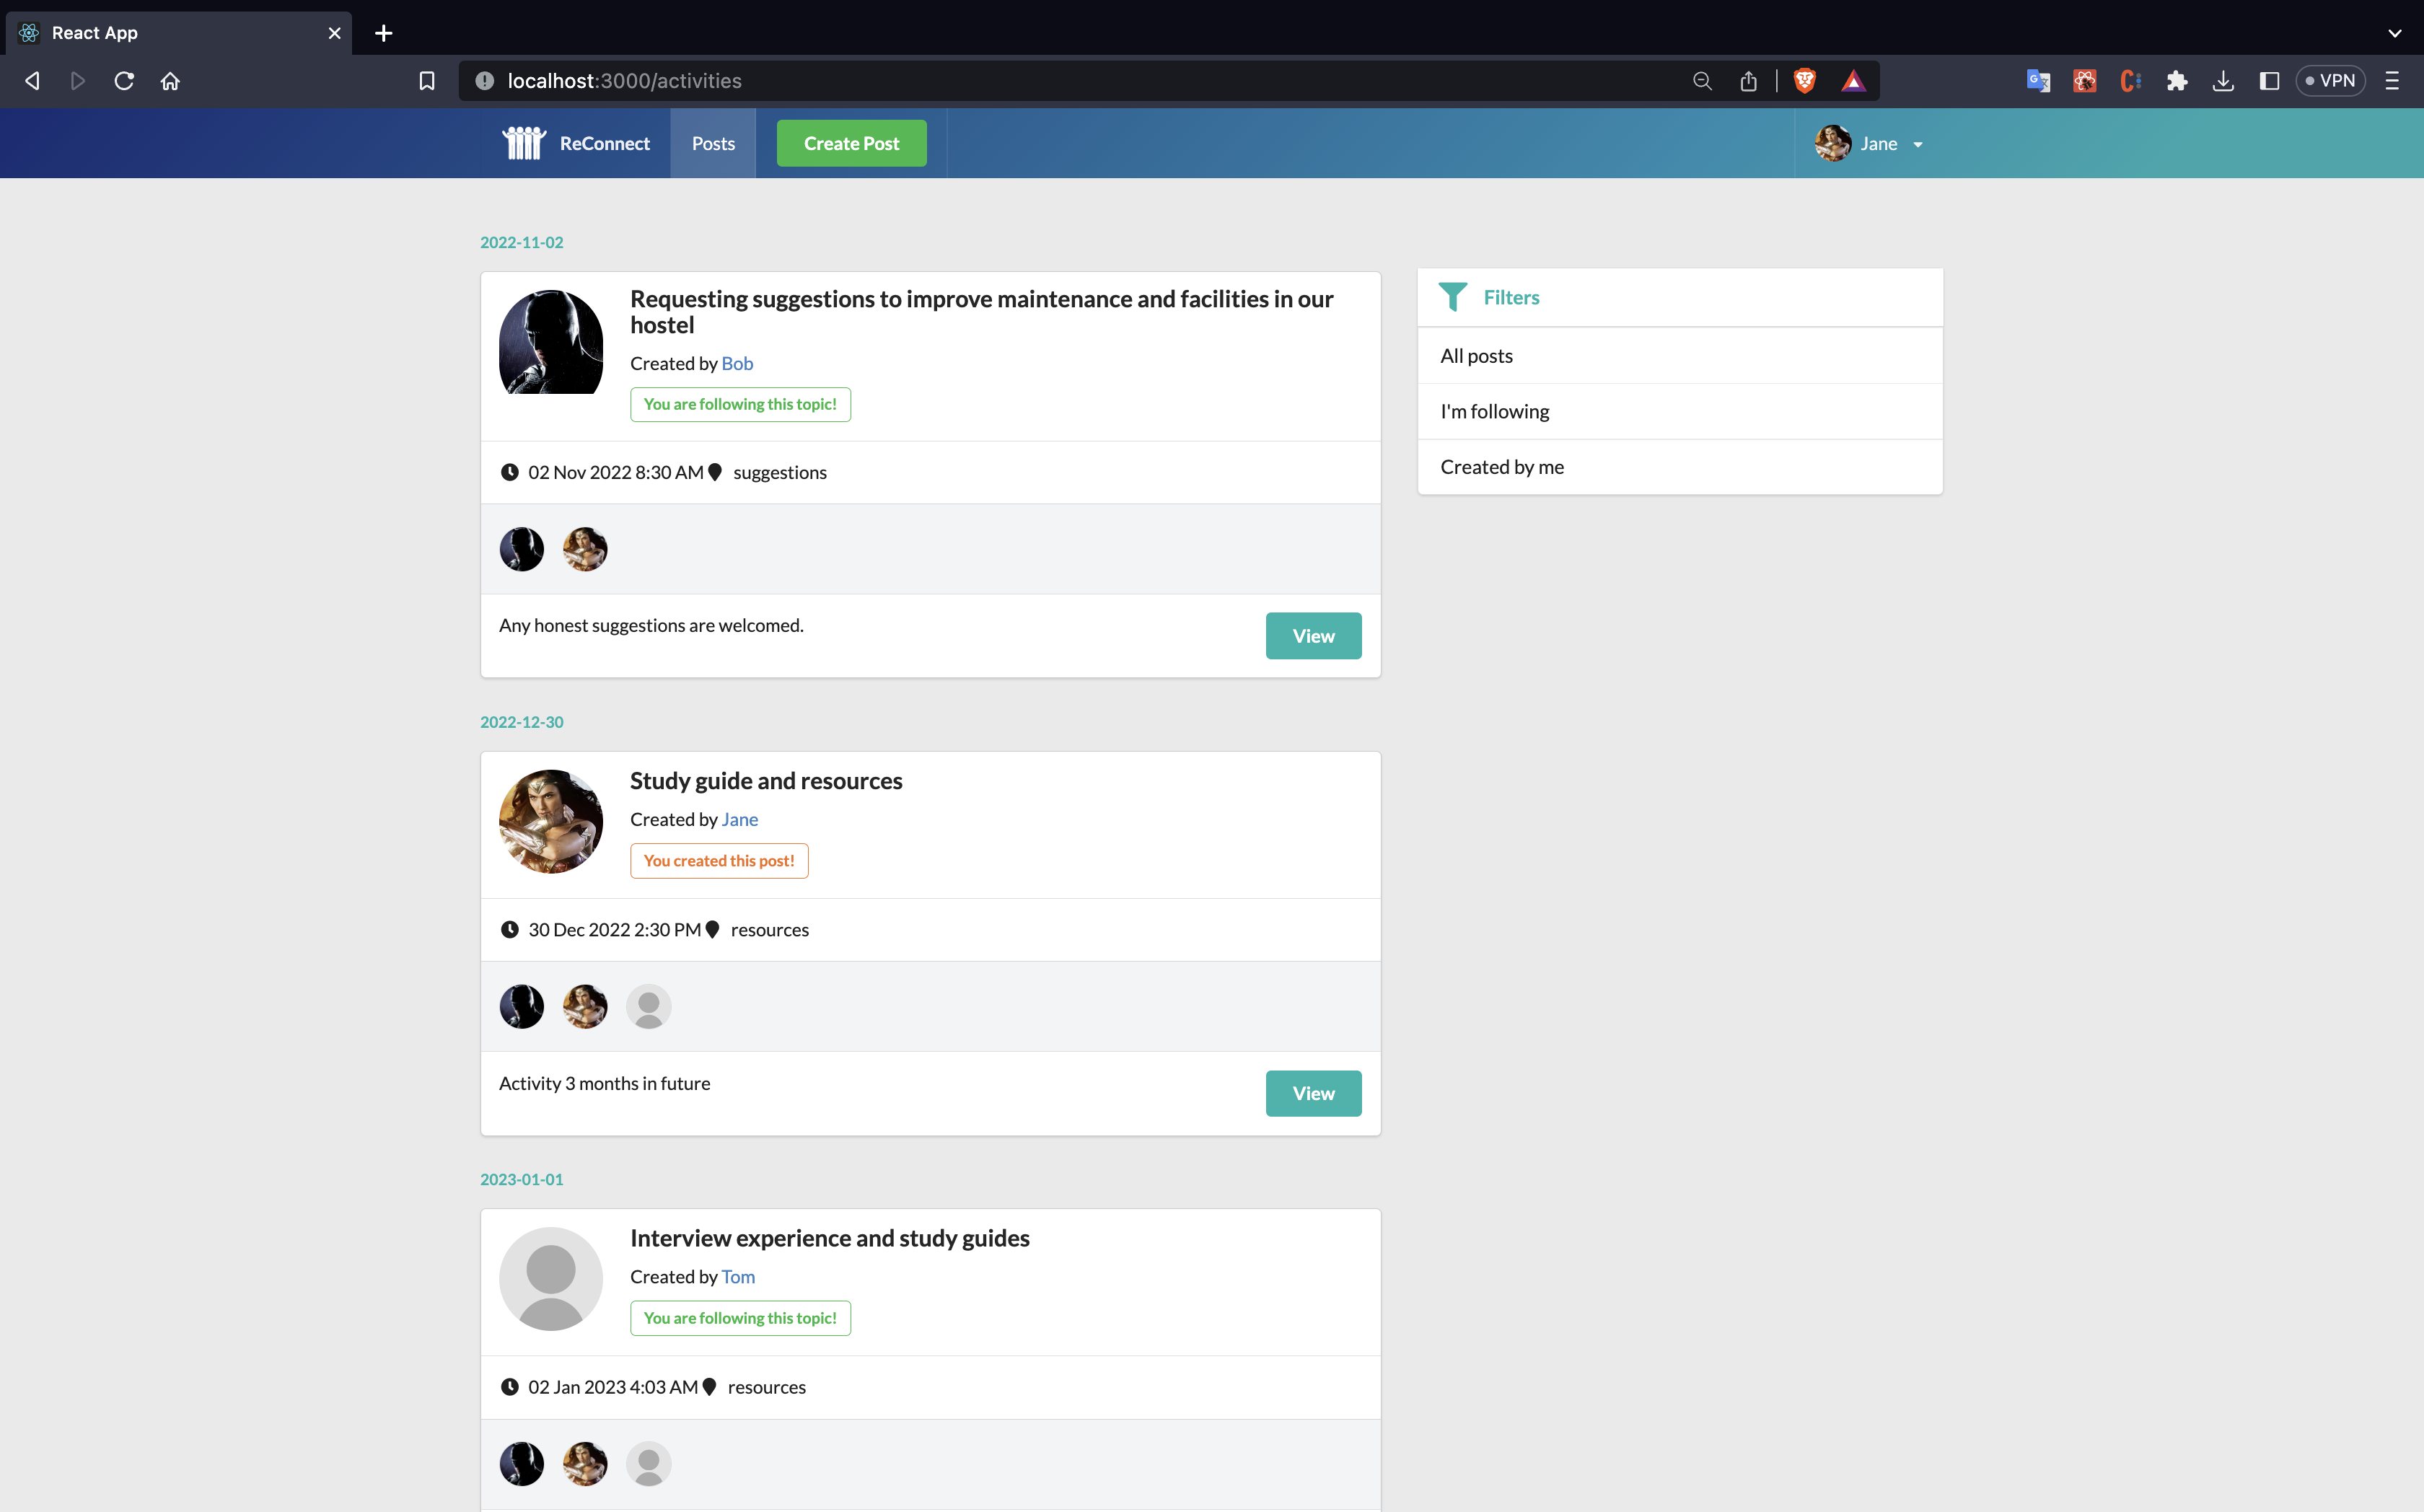 React App
localhost:3000/activities
VPN
ReConnect
Posts
Create Post
Jane
2022-11-02
Requesting suggestions to improve maintenance and facilities in our
hostel
Created by Bob
You are following this topic!
02 Nov 2022 8:30 AM suggestions
Any honest suggestions are welcomed.
View
Filters
All posts
I'm following
Created by me
2022-12-30
Study guide and resources
Created by Jane
You created this post!
30 Dec 2022 2:30 PM resources
Activity 3 months in future
View
2023-01-01
Interview experience and study guides
Created by Tom
You are following this topic!
02 Jan 2023 4:03 AM resources